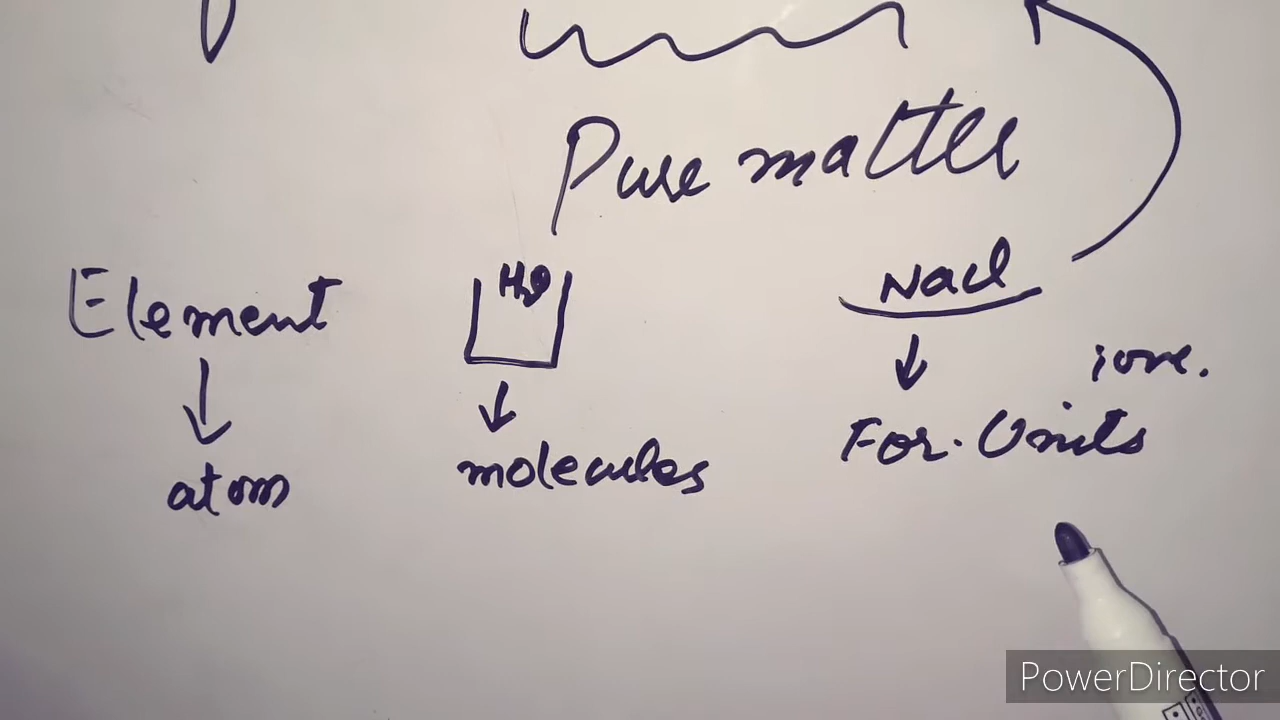 Pure matter
Element
H2O
NaCl
ions.
atom
molecules
For. Units
PowerDirector